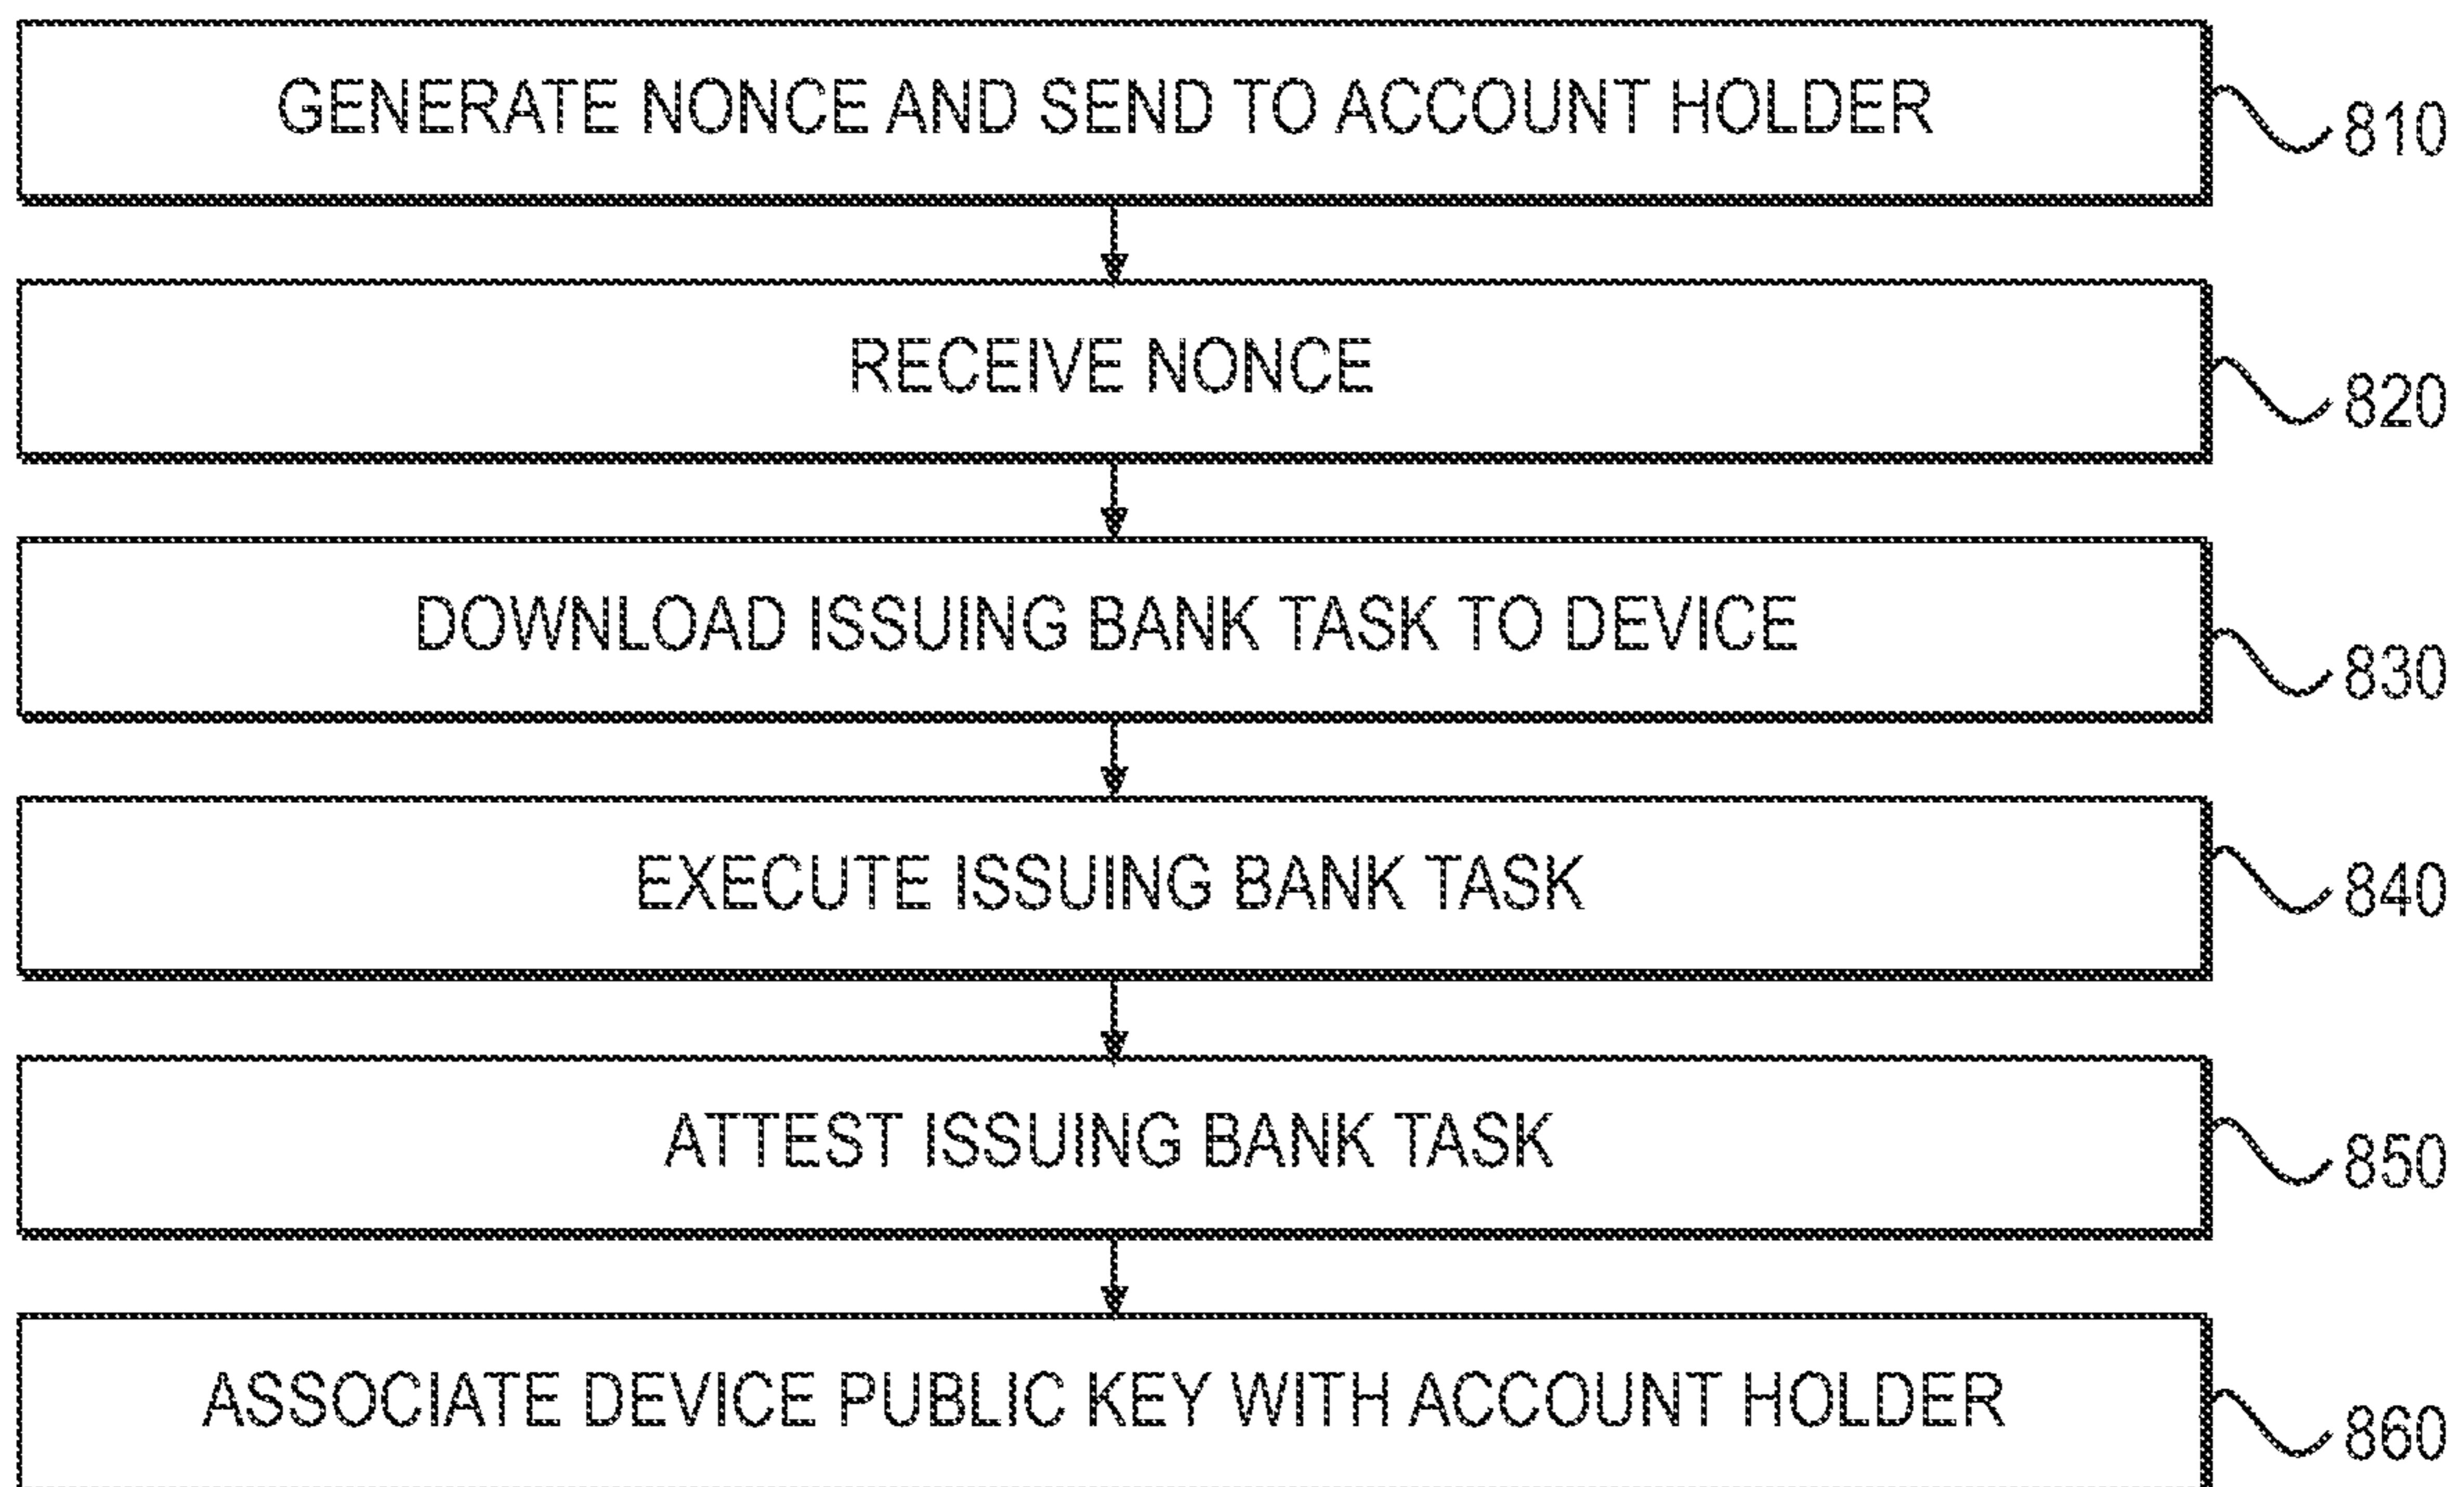 GENERATE NONCE AND SEND TO ACCOUNT HOLDER
810
RECEIVE NONCE
820
DOWNLOAD ISSUING BANK TASK TO DEVICE
830
EXECUTE ISSUING BANK TASK
840
ATTEST ISSUING BANK TASK
850
ASSOCIATE DEVICE PUBLIC KEY WITH ACCOUNT HOLDER
860